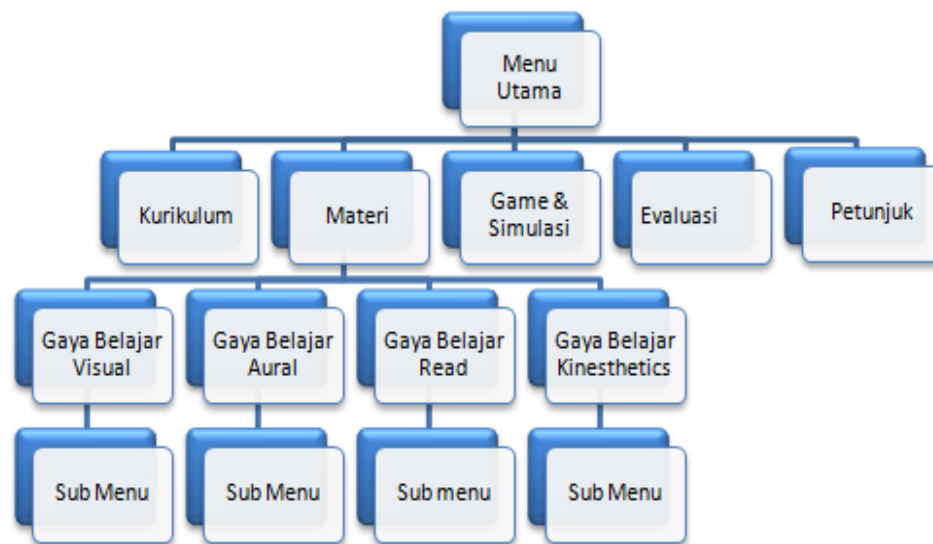 Menu
Utama
Kurikulum
Materi
Game &
Simulasi
Evaluasi
Petunjuk
Gaya Belajar
Visual
Gaya Belajar
Aural
Gaya Belajar
Read
Gaya Belajar
Kinesthetics
Sub Menu
Sub Menu
Sub menu
Sub Menu